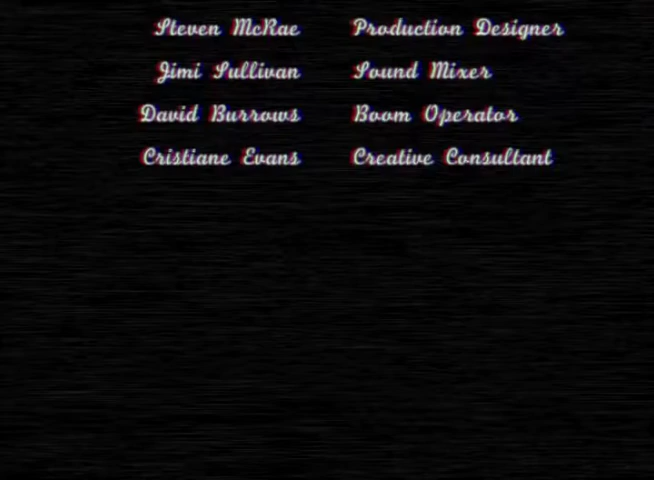 Steven McRae Production Designer
Jimi Sullivan Sound Mixer
David Burrows Boom Operator
Cristiane Evans Creative Consultant